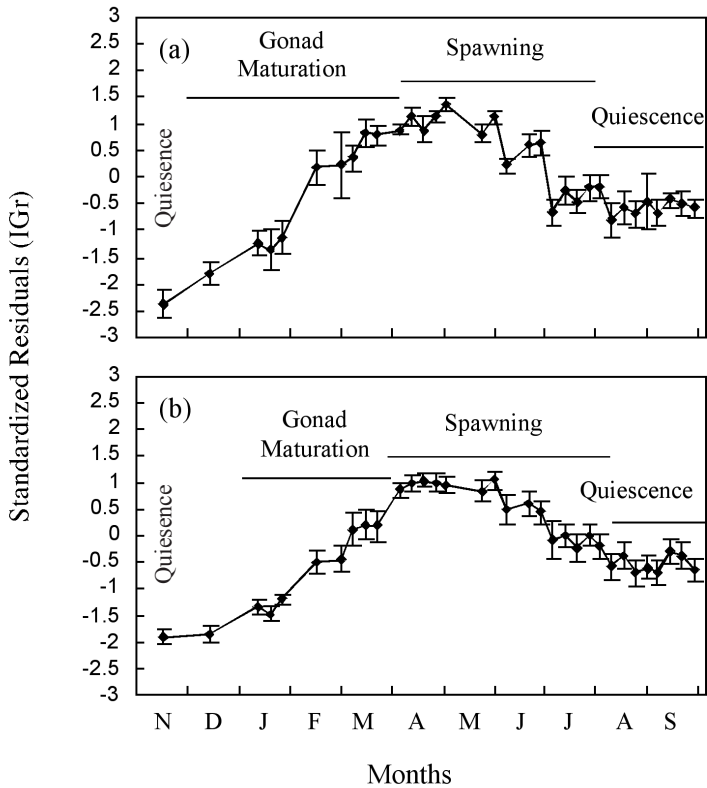 Standardized Residuals (IGr)
3
2.5
2
1.5
1
0.5
0
-0.5
-1
-1.5
-2
-2.5
-3
(a)
Quiesence
Gonad
Maturation
Spawning
Quiescence
3
2.5
2
1.5
1
0.5
0
-0.5
-1
-1.5
-2
-2.5
-3
(b)
Quiesence
Gonad
Maturation
Spawning
Quiescence
N D J F M A M J J A S
Months